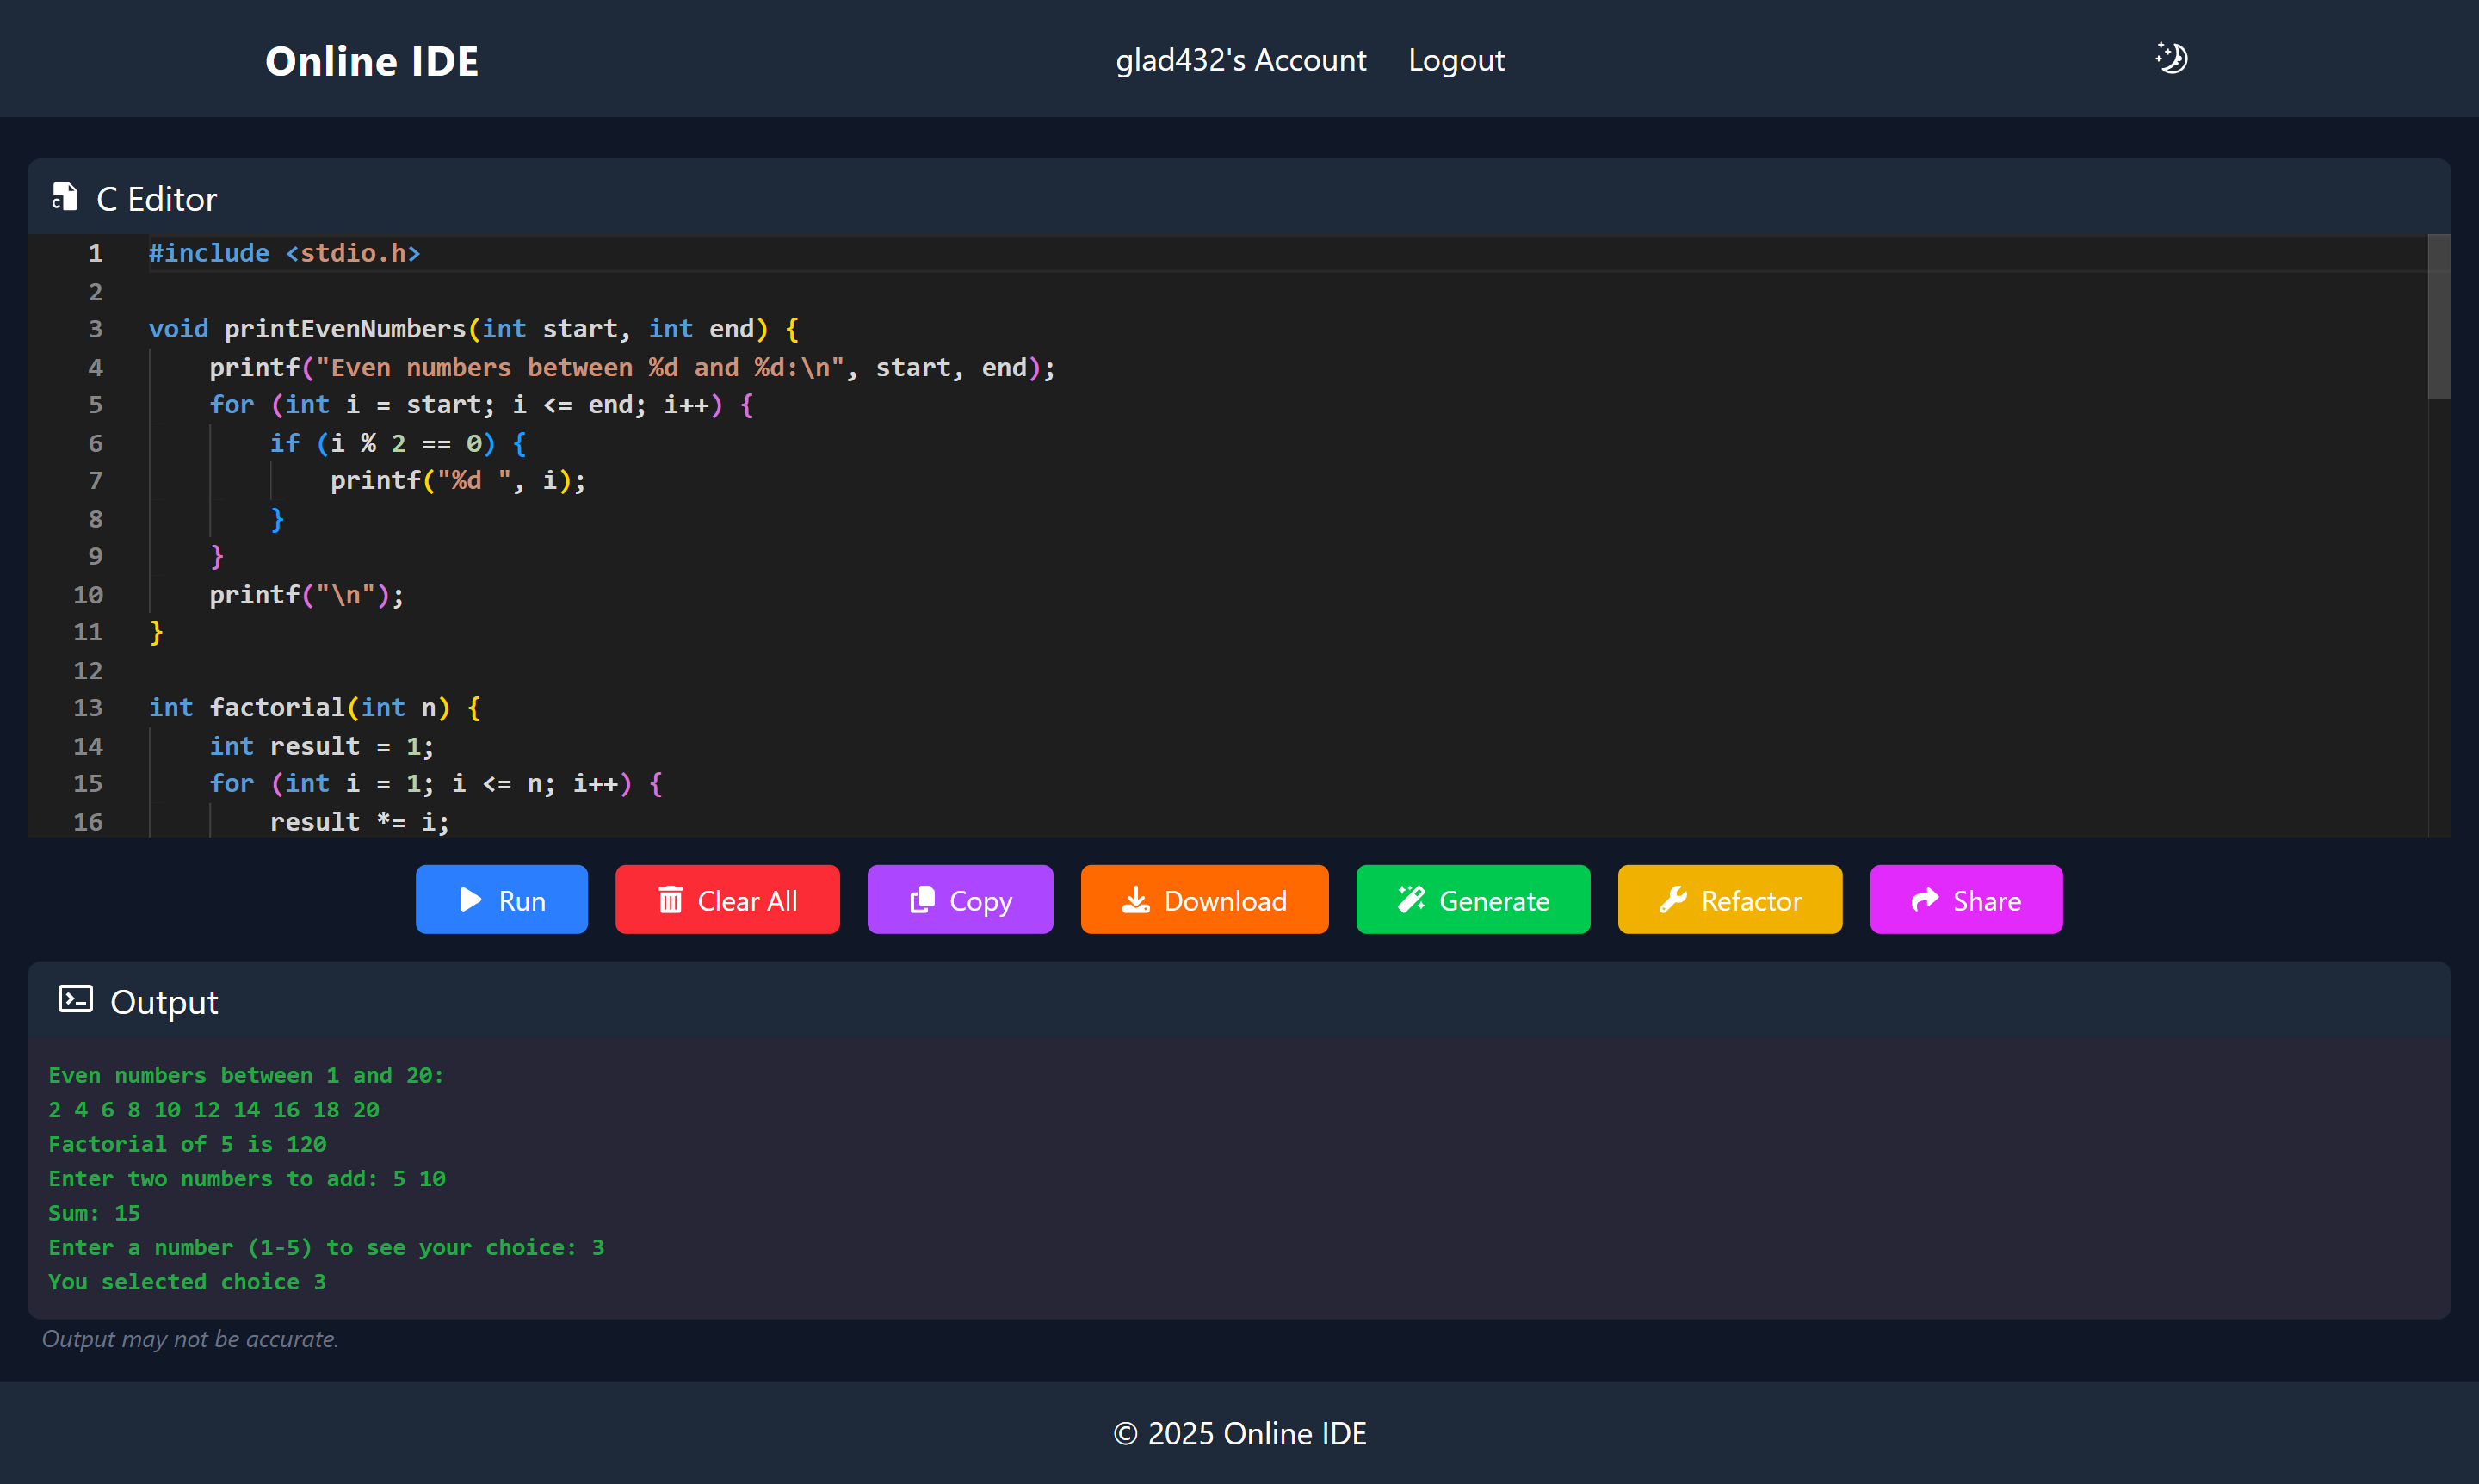 Online IDE
glad432's Account
Logout
C Editor
1 #include <stdio.h>
2
3 void printEvenNumbers(int start, int end) {
4     printf("Even numbers between %d and %d:\n", start, end);
5     for (int i = start; i <= end; i++) {
6         if (i % 2 == 0) {
7             printf("%d ", i);
8         }
9     }
10     printf("\n");
11 }
12
13 int factorial(int n) {
14     int result = 1;
15     for (int i = 1; i <= n; i++) {
16         result *= i;
Run
Clear All
Copy
Download
Generate
Refactor
Share
Output
Even numbers between 1 and 20:
2 4 6 8 10 12 14 16 18 20
Factorial of 5 is 120
Enter two numbers to add: 5 10
Sum: 15
Enter a number (1-5) to see your choice: 3
You selected choice 3
Output may not be accurate.
© 2025 Online IDE